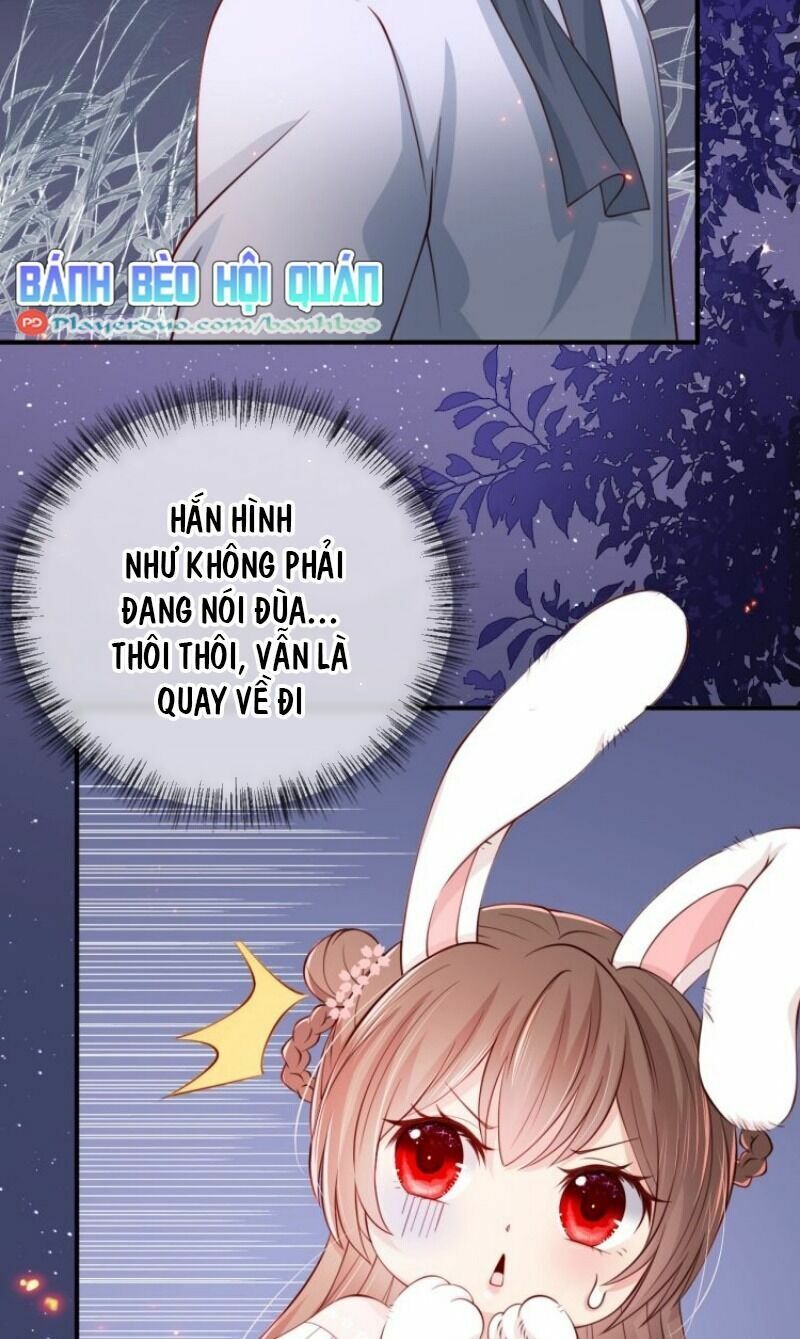 BÁNH BÈO HỘI QUÁN
PD Playerduo.com/banhbeo
HẮN HÌNH
NHƯ KHÔNG PHẢI
ĐANG NÓI ĐÙA...
THÔI THÔI, VẪN LÀ
QUAY VỀ ĐI